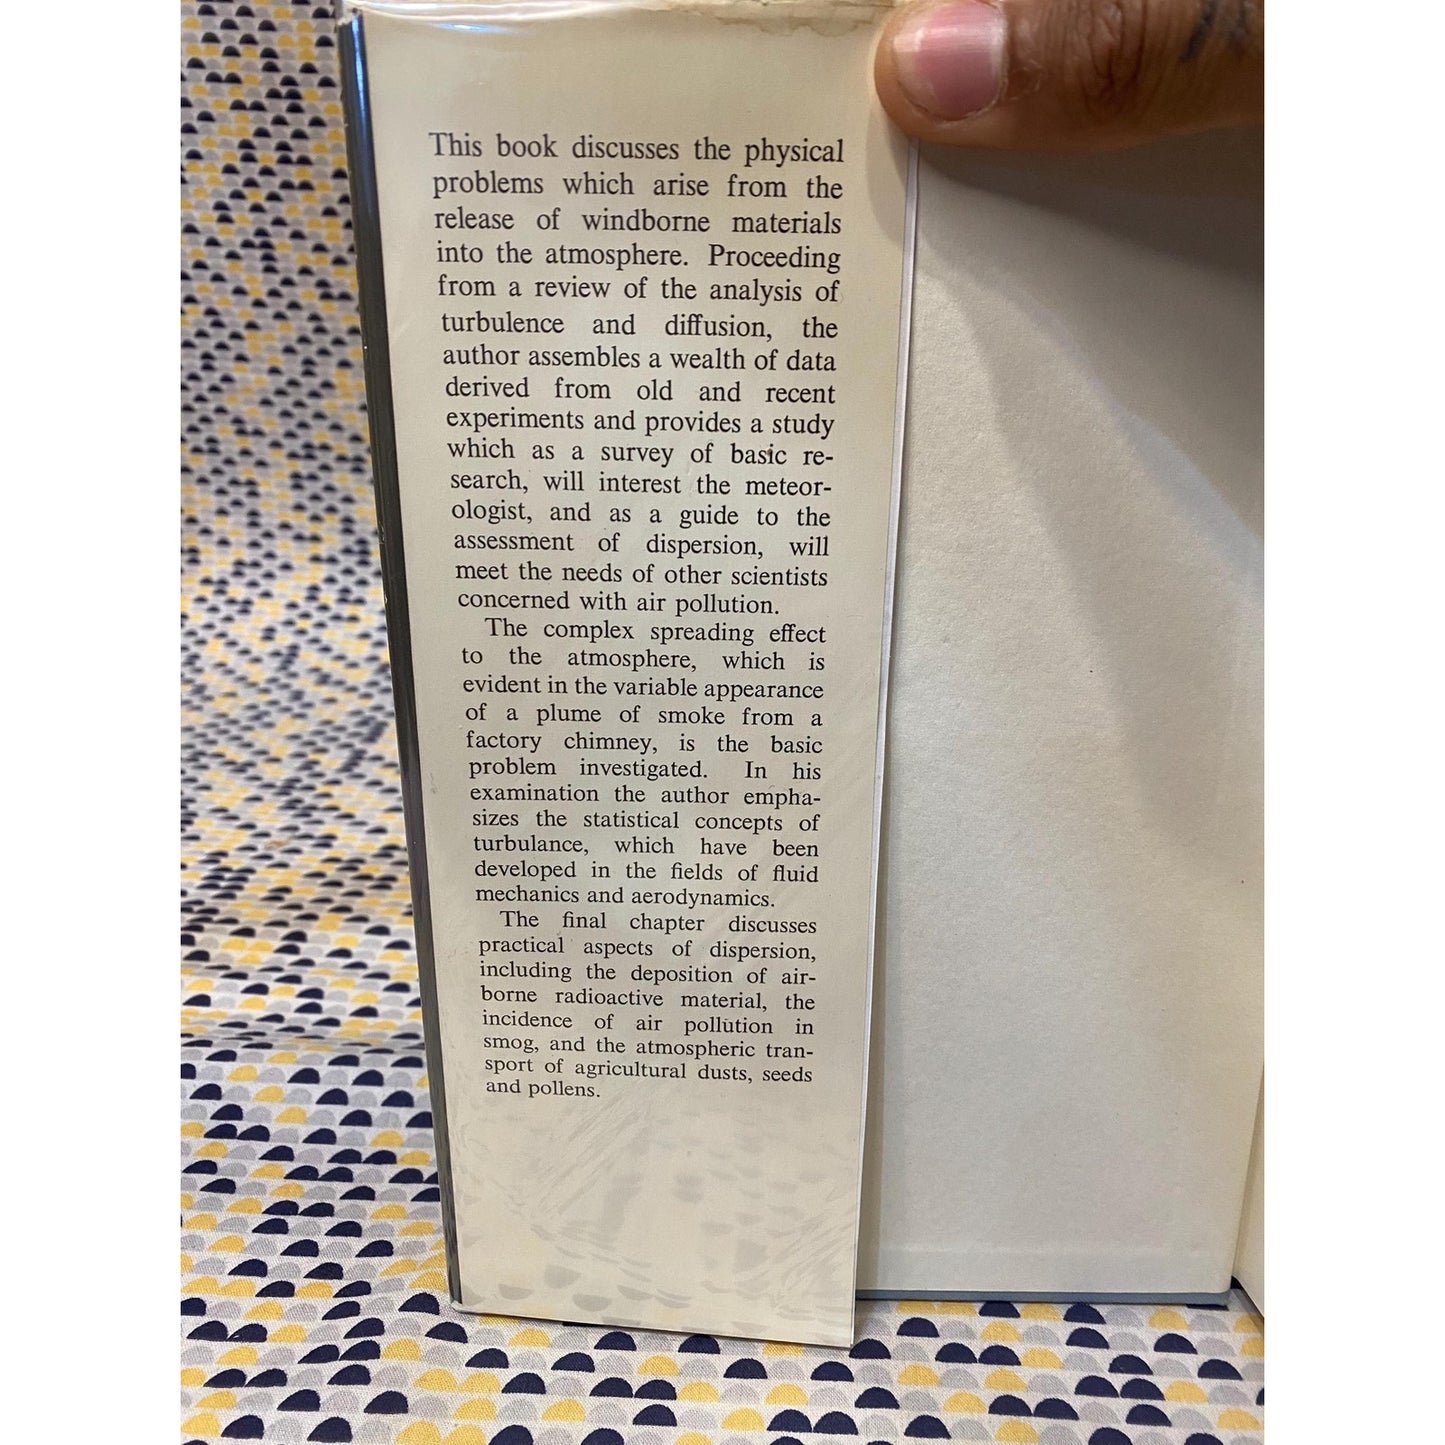 This book discusses the physical
problems which arise from the
release of windborne materials
into the atmosphere. Proceeding
from a review of the analysis of
turbulence and diffusion, the
author assembles a wealth of data
derived from old and recent
experiments and provides a study
which as a survey of basic re-
search, will interest the meteor-
ologist, and as a guide to the
assessment of dispersion, will
meet the needs of other scientists
concerned with air pollution.
The complex spreading effect
to the atmosphere, which is
evident in the variable appearance
of a plume of smoke from a
factory chimney, is the basic
problem investigated. In his
examination the author empha-
sizes the statistical concepts of
turbulance, which have been
developed in the fields of fluid
mechanics and aerodynamics.
The final chapter discusses
practical aspects of dispersion,
including the deposition of air-
borne radioactive material, the
incidence of air pollution in
smog, and the atmospheric tran-
sport of agricultural dusts, seeds
and pollens.